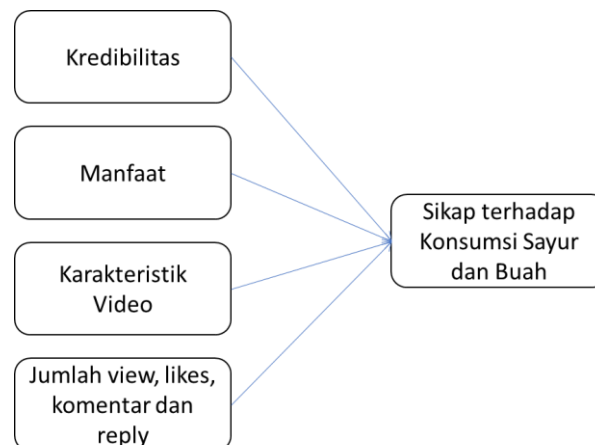 Kredibilitas
Manfaat
Karakteristik
Video
Jumlah view, likes,
komentar dan
reply
Sikap terhadap
Konsumsi Sayur
dan Buah